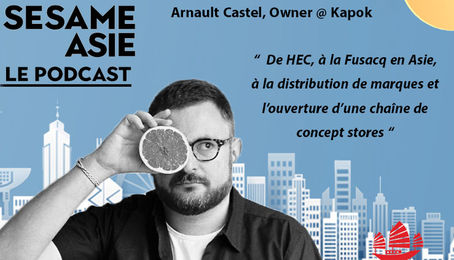 SESAME
ASIE
LE PODCAST
Arnault Castel, Owner @ Kapok
“ De HEC, à la Fusacq en Asie,
à la distribution de marques et
l’ouverture d’une chaîne de
concept stores “